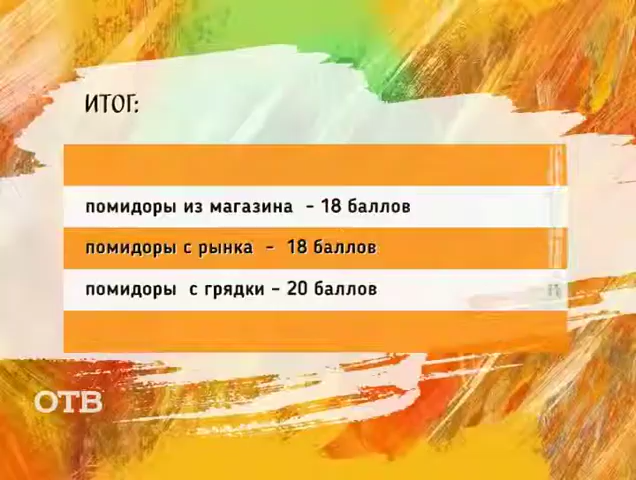 ИТОГ:
помидоры из магазина - 18 баллов
помидоры с рынка - 18 баллов
помидоры с грядки – 20 баллов
ОТВ